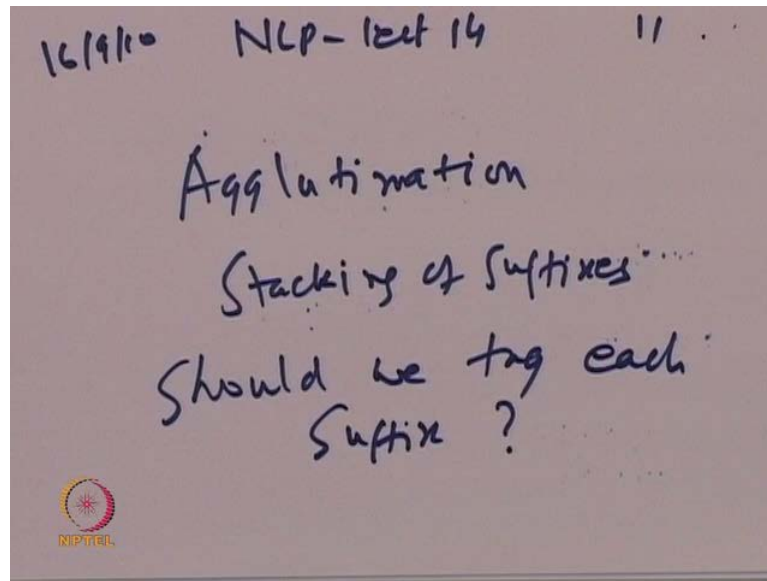 16/9/10 NLP-lect 14 11
Agglutination
Stacking of Suffixes
Should we tag each
Suffix ?
NPTEL